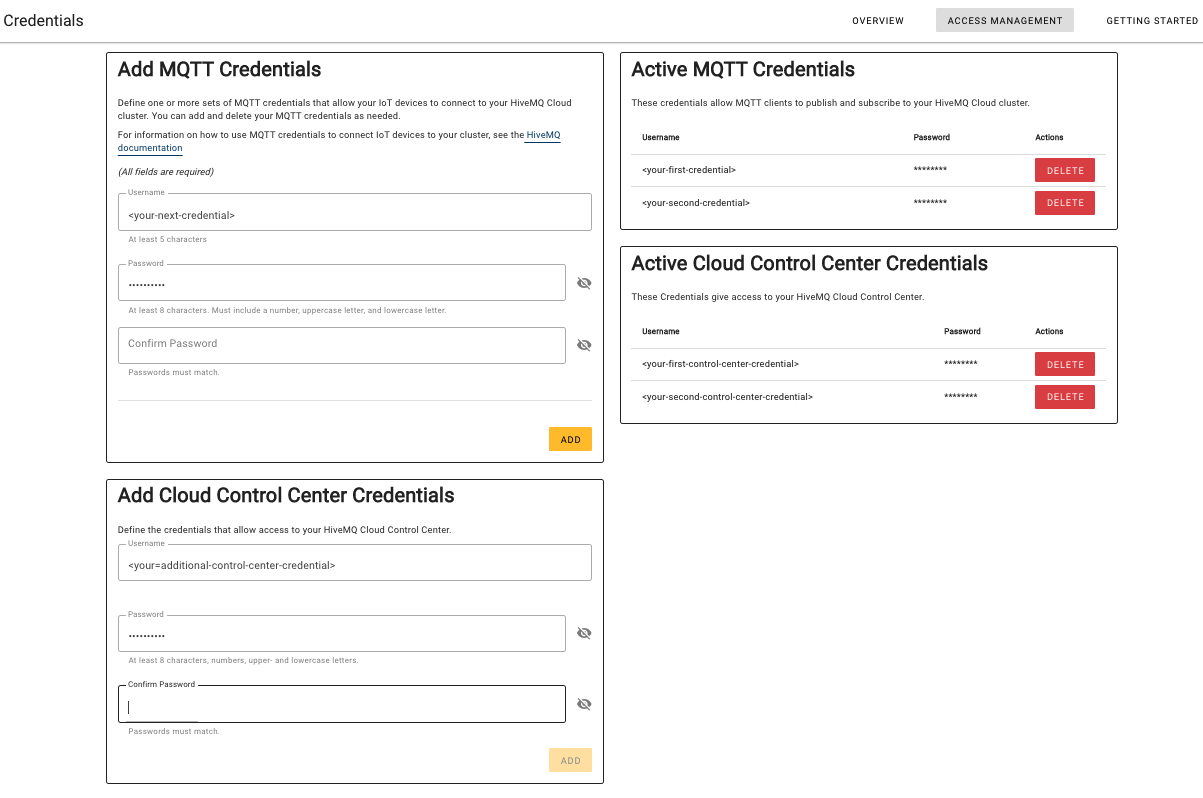 Credentials
OVERVIEW
ACCESS MANAGEMENT
GETTING STARTED
Add MQTT Credentials
Define one or more sets of MQTT credentials that allow your IoT devices to connect to your HiveMQ Cloud
cluster. You can add and delete your MQTT credentials as needed.
For information on how to use MQTT credentials to connect IoT devices to your cluster, see the HiveMQ
documentation
(All fields are required)
Username
<your-next-credential>
At least 5 characters
Password
••••••••••
At least 8 characters. Must include a number, uppercase letter, and lowercase letter.
Confirm Password
Passwords must match.
ADD
Add Cloud Control Center Credentials
Define the credentials that allow access to your HiveMQ Cloud Control Center.
Username
<your=additional-control-center-credential>
Password
••••••••••
At least 8 characters, numbers, upper- and lowercase letters.
Confirm Password
Passwords must match.
ADD
Active MQTT Credentials
These credentials allow MQTT clients to publish and subscribe to your HiveMQ Cloud cluster.
Username Password Actions
<your-first-credential> ******** DELETE
<your-second-credential> ******** DELETE
Active Cloud Control Center Credentials
These Credentials give access to your HiveMQ Cloud Control Center.
Username Password Actions
<your-first-control-center-credential> ******** DELETE
<your-second-control-center-credential> ******** DELETE